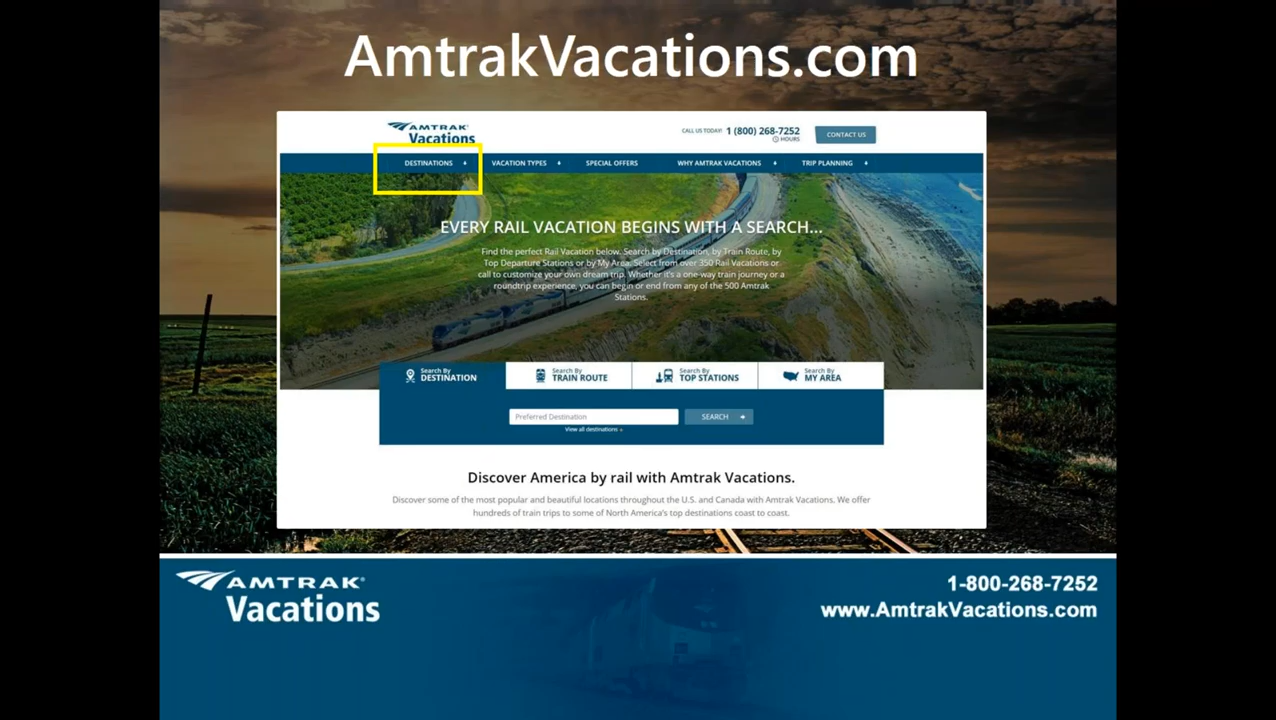 AmtrakVacations.com
AMTRAK
Vacations
CALL US TODAY! 1 (800) 268-7252
HOURS
CONTACT US
DESTINATIONS VACATION TYPES SPECIAL OFFERS WHY AMTRAK VACATIONS TRIP PLANNING
EVERY RAIL VACATION BEGINS WITH A SEARCH...
Find the perfect Rail Vacation below. Search by Destination, by Train Route, by
Top Departure Stations or by My Area. Select from over 350 Rail Vacations or
call to customize your own dream trip. Whether it's a one-way train journey or a
roundtrip experience, you can begin or end from any of the 500 Amtrak
Stations.
Search By
DESTINATION
Search By
TRAIN ROUTE
Search By
TOP STATIONS
Search By
MY AREA
Preferred Destination
SEARCH
View all destinations
Discover America by rail with Amtrak Vacations.
Discover some of the most popular and beautiful locations throughout the U.S. and Canada with Amtrak Vacations. We offer
hundreds of train trips to some of North America's top destinations coast to coast.
AMTRAK®
Vacations
1-800-268-7252
www.AmtrakVacations.com